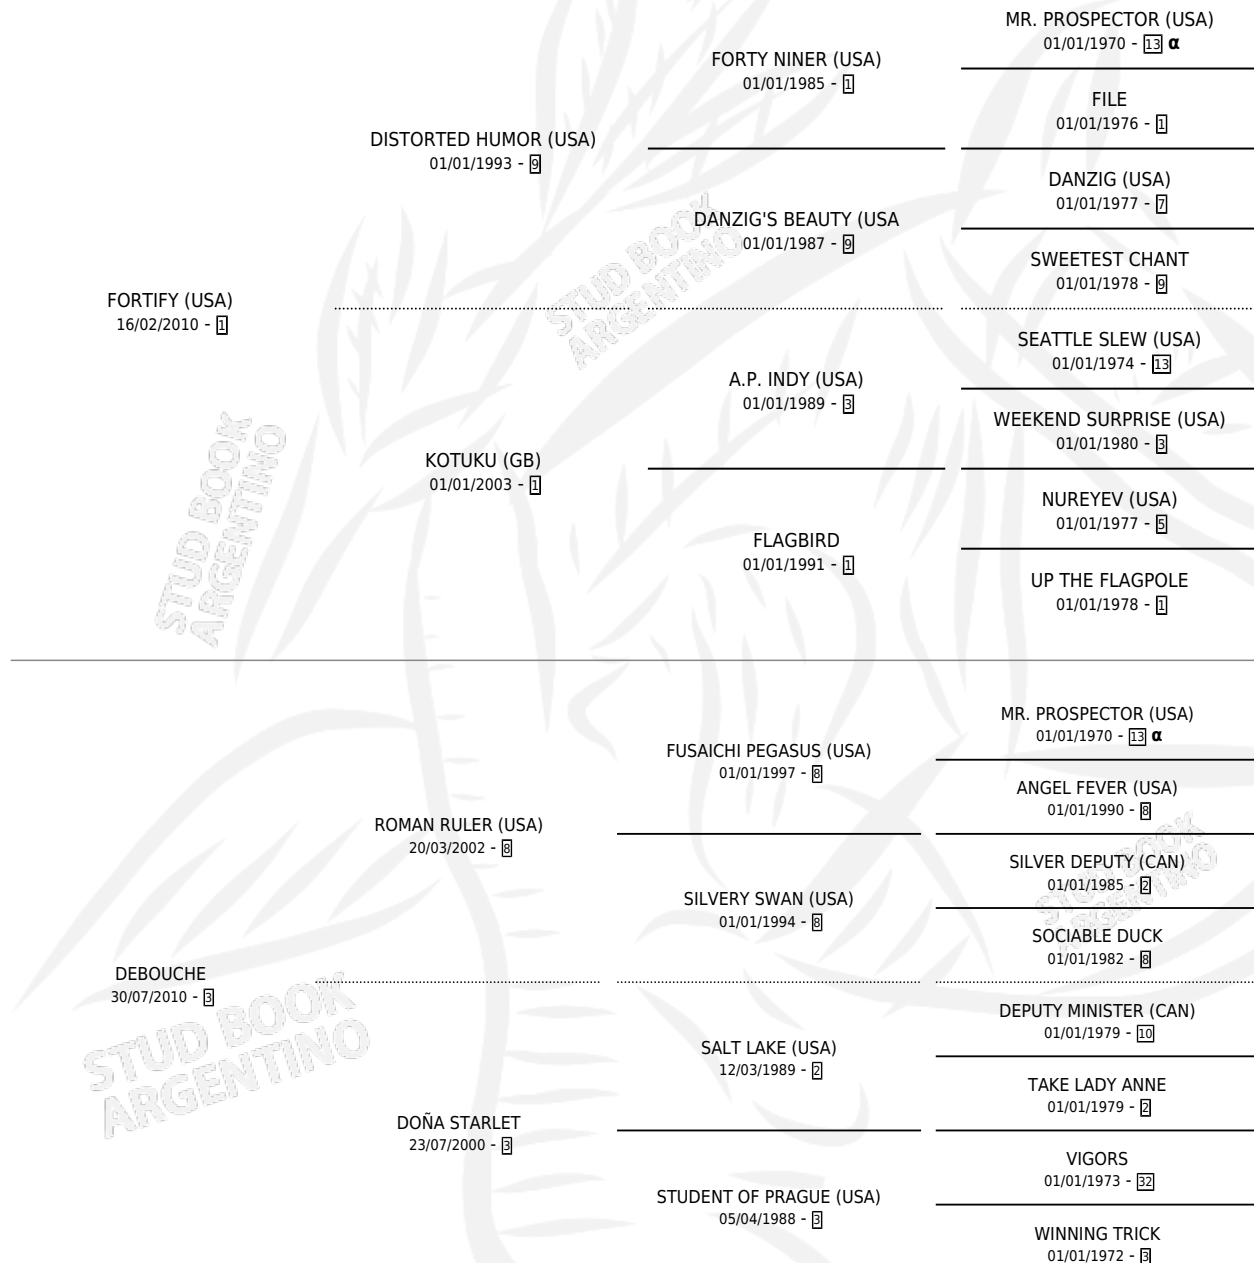 MR. PROSPECTOR (USA)
01/01/1970 - 13 α
FORTY NINER (USA)
01/01/1985 - 1
FILE
01/01/1976 - 1
DISTORTED HUMOR (USA)
01/01/1993 - 9
DANZIG (USA)
01/01/1977 - 7
DANZIG'S BEAUTY (USA
01/01/1987 - 9
SWEETEST CHANT
01/01/1978 - 9
FORTIFY (USA)
16/02/2010 - 1
STUD BOOK
ARGENTINO
SEATTLE SLEW (USA)
01/01/1974 - 13
A.P. INDY (USA)
01/01/1989 - 3
WEEKEND SURPRISE (USA)
01/01/1980 - 3
KOTUKU (GB)
01/01/2003 - 1
STUD BOOK
ARGENTINO
NUREYEV (USA)
01/01/1977 - 5
FLAGBIRD
01/01/1991 - 1
UP THE FLAGPOLE
01/01/1978 - 1
MR. PROSPECTOR (USA)
01/01/1970 - 13 α
FUSAICHI PEGASUS (USA)
01/01/1997 - 8
ANGEL FEVER (USA)
01/01/1990 - 8
ROMAN RULER (USA)
20/03/2002 - 8
STUD BOOK
ARGENTINO
SILVER DEPUTY (CAN)
01/01/1985 - 2
SILVERY SWAN (USA)
01/01/1994 - 8
SOCIABLE DUCK
01/01/1982 - 8
DEBOUCHE
30/07/2010 - 3
STUD BOOK
ARGENTINO
DEPUTY MINISTER (CAN)
01/01/1979 - 10
SALT LAKE (USA)
12/03/1989 - 2
TAKE LADY ANNE
01/01/1979 - 2
DOÑA STARLET
23/07/2000 - 3
VIGORS
01/01/1973 - 32
STUDENT OF PRAGUE (USA)
05/04/1988 - 3
WINNING TRICK
01/01/1972 - 3